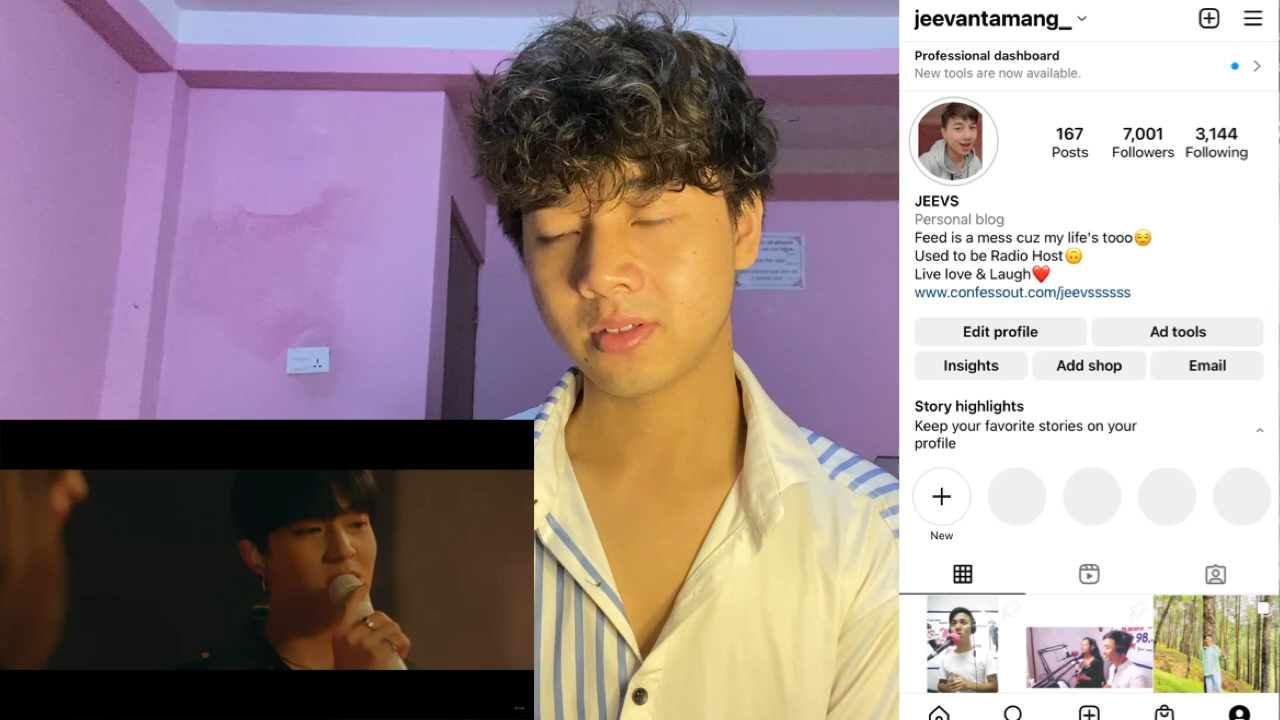 jeevantamang_
Professional dashboard
New tools are now available.
167 7,001 3,144
Posts Followers Following
JEEVS
Personal blog
Feed is a mess cuz my life's tooo😔
Used to be Radio Host🙃
Live love & Laugh❤️
www.confessout.com/jeevssssss
Edit profile Ad tools
Insights Add shop Email
Story highlights
Keep your favorite stories on your
profile
New
98.